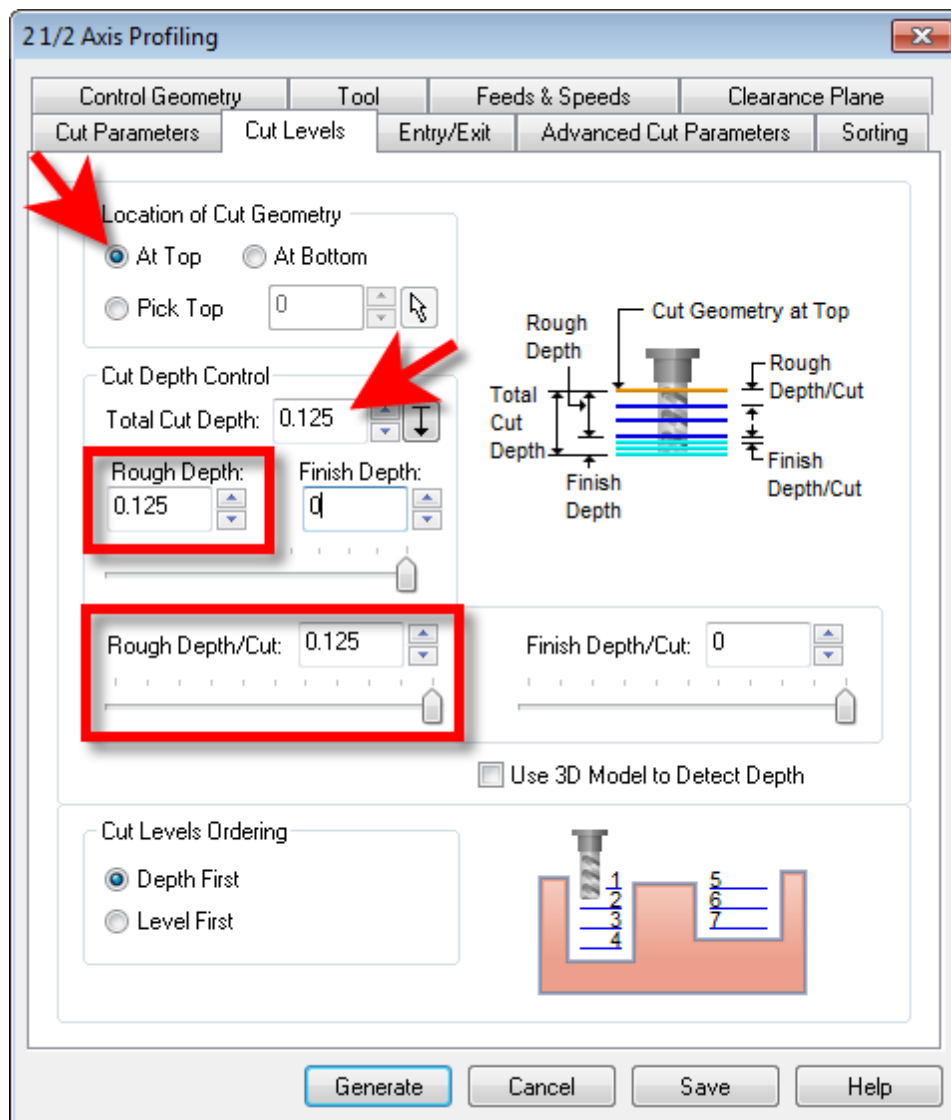 2 1/2 Axis Profiling
Control Geometry Tool Feeds & Speeds Clearance Plane
Cut Parameters Cut Levels Entry/Exit Advanced Cut Parameters Sorting
Location of Cut Geometry
At Top At Bottom
Pick Top 0
Cut Depth Control
Total Cut Depth: 0.125
Rough Depth: Finish Depth:
0.125 0
Rough Depth/Cut: 0.125
Cut Geometry at Top
Rough
Depth
Rough
Depth/Cut
Total
Cut
Depth
Finish
Depth
Finish
Depth/Cut
Finish Depth/Cut: 0
Use 3D Model to Detect Depth
Cut Levels Ordering
Depth First
Level First
1 5
2 6
3 7
4
Generate Cancel Save Help